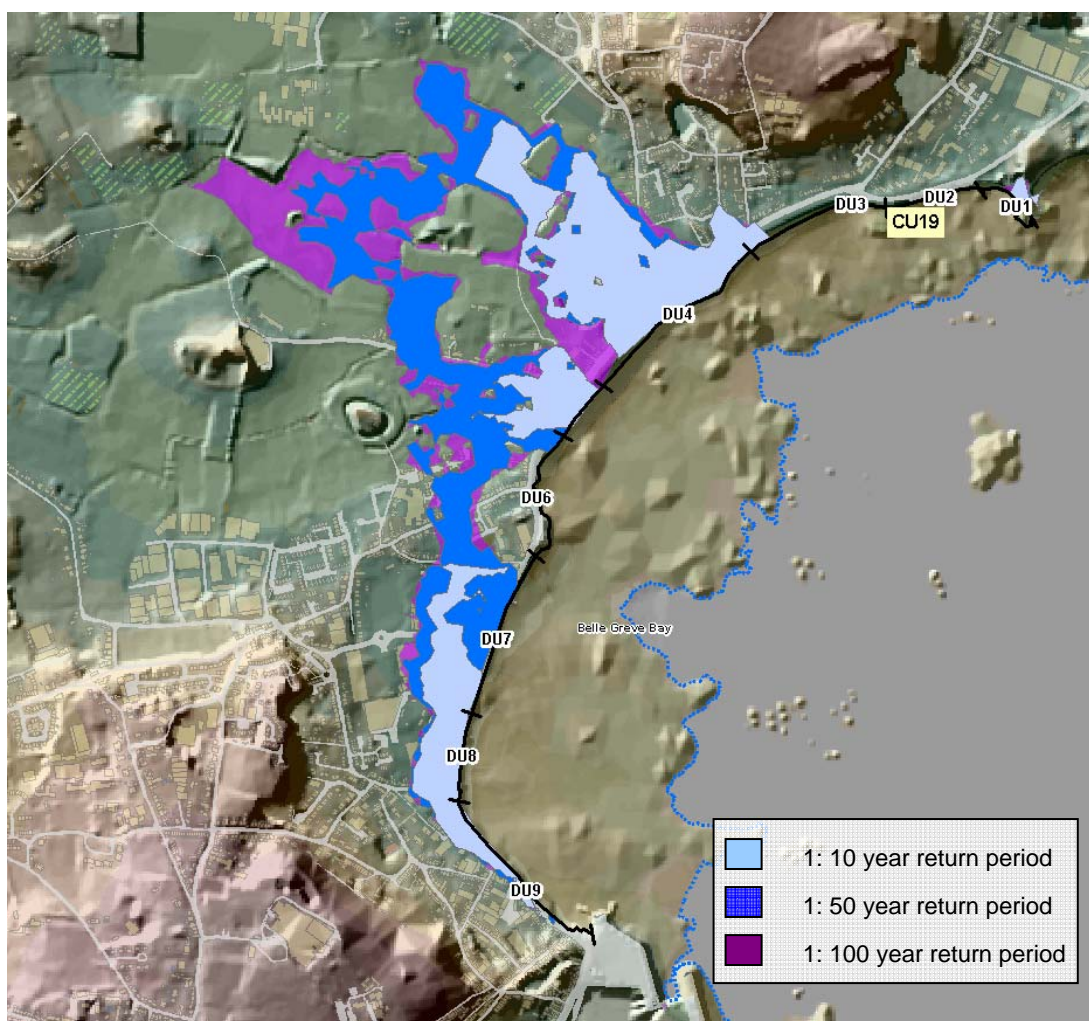 DU1
DU2
DU3
CU19
DU4
DU6
Belle Greve Bay
DU7
DU8
DU9
1: 10 year return period
1: 50 year return period
1: 100 year return period